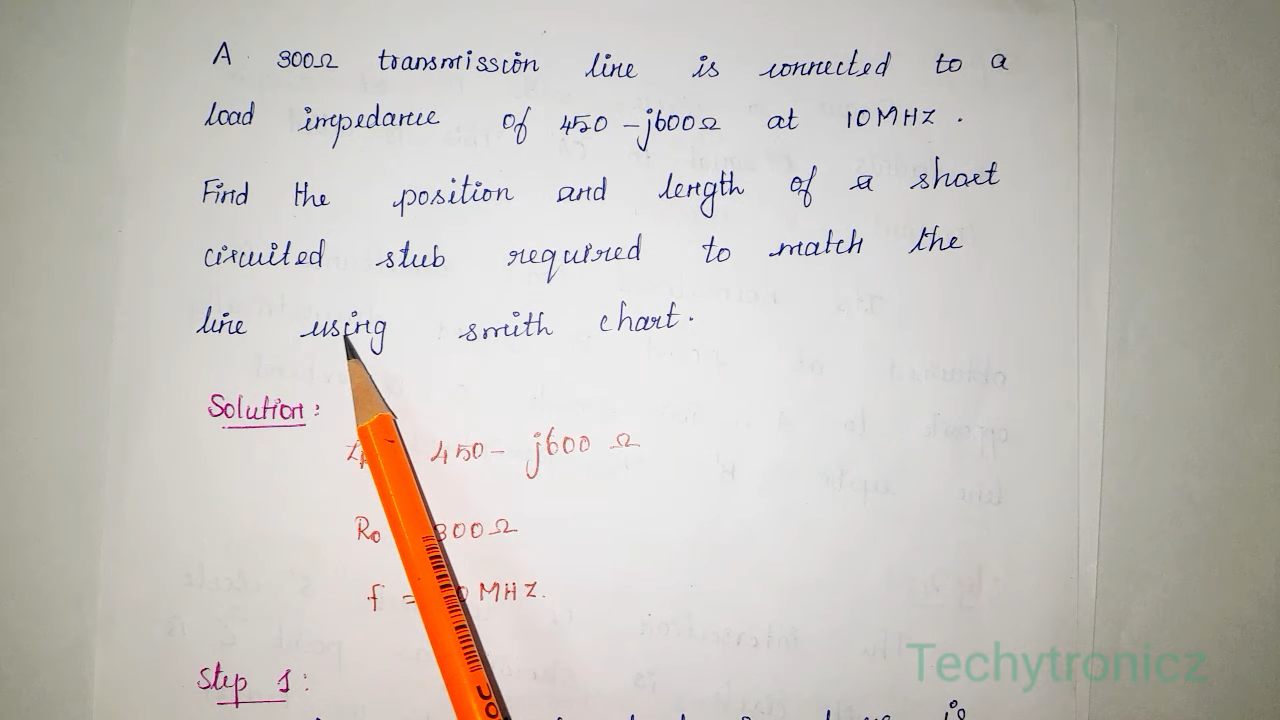 A 300Ω transmission line is connected to a
load impedance of 450 - j600Ω at 10MHZ.
Find the position and length of a short
circuited stub required to match the
line using smith chart.
Solution:
450 - j600 Ω
R₀ 300Ω
f = 0 MHZ.
Step 1:
Techytronicz
is